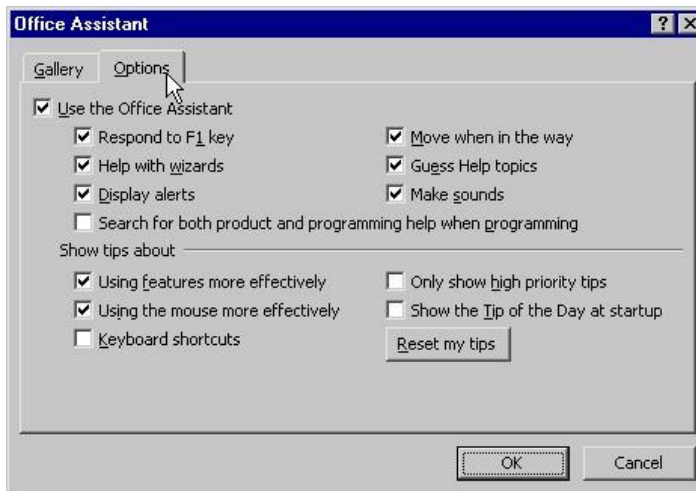 Office Assistant
Gallery Options
Use the Office Assistant
Respond to F1 key Move when in the way
Help with wizards Guess Help topics
Display alerts Make sounds
Search for both product and programming help when programming
Show tips about
Using features more effectively Only show high priority tips
Using the mouse more effectively Show the Tip of the Day at startup
Keyboard shortcuts Reset my tips
OK Cancel